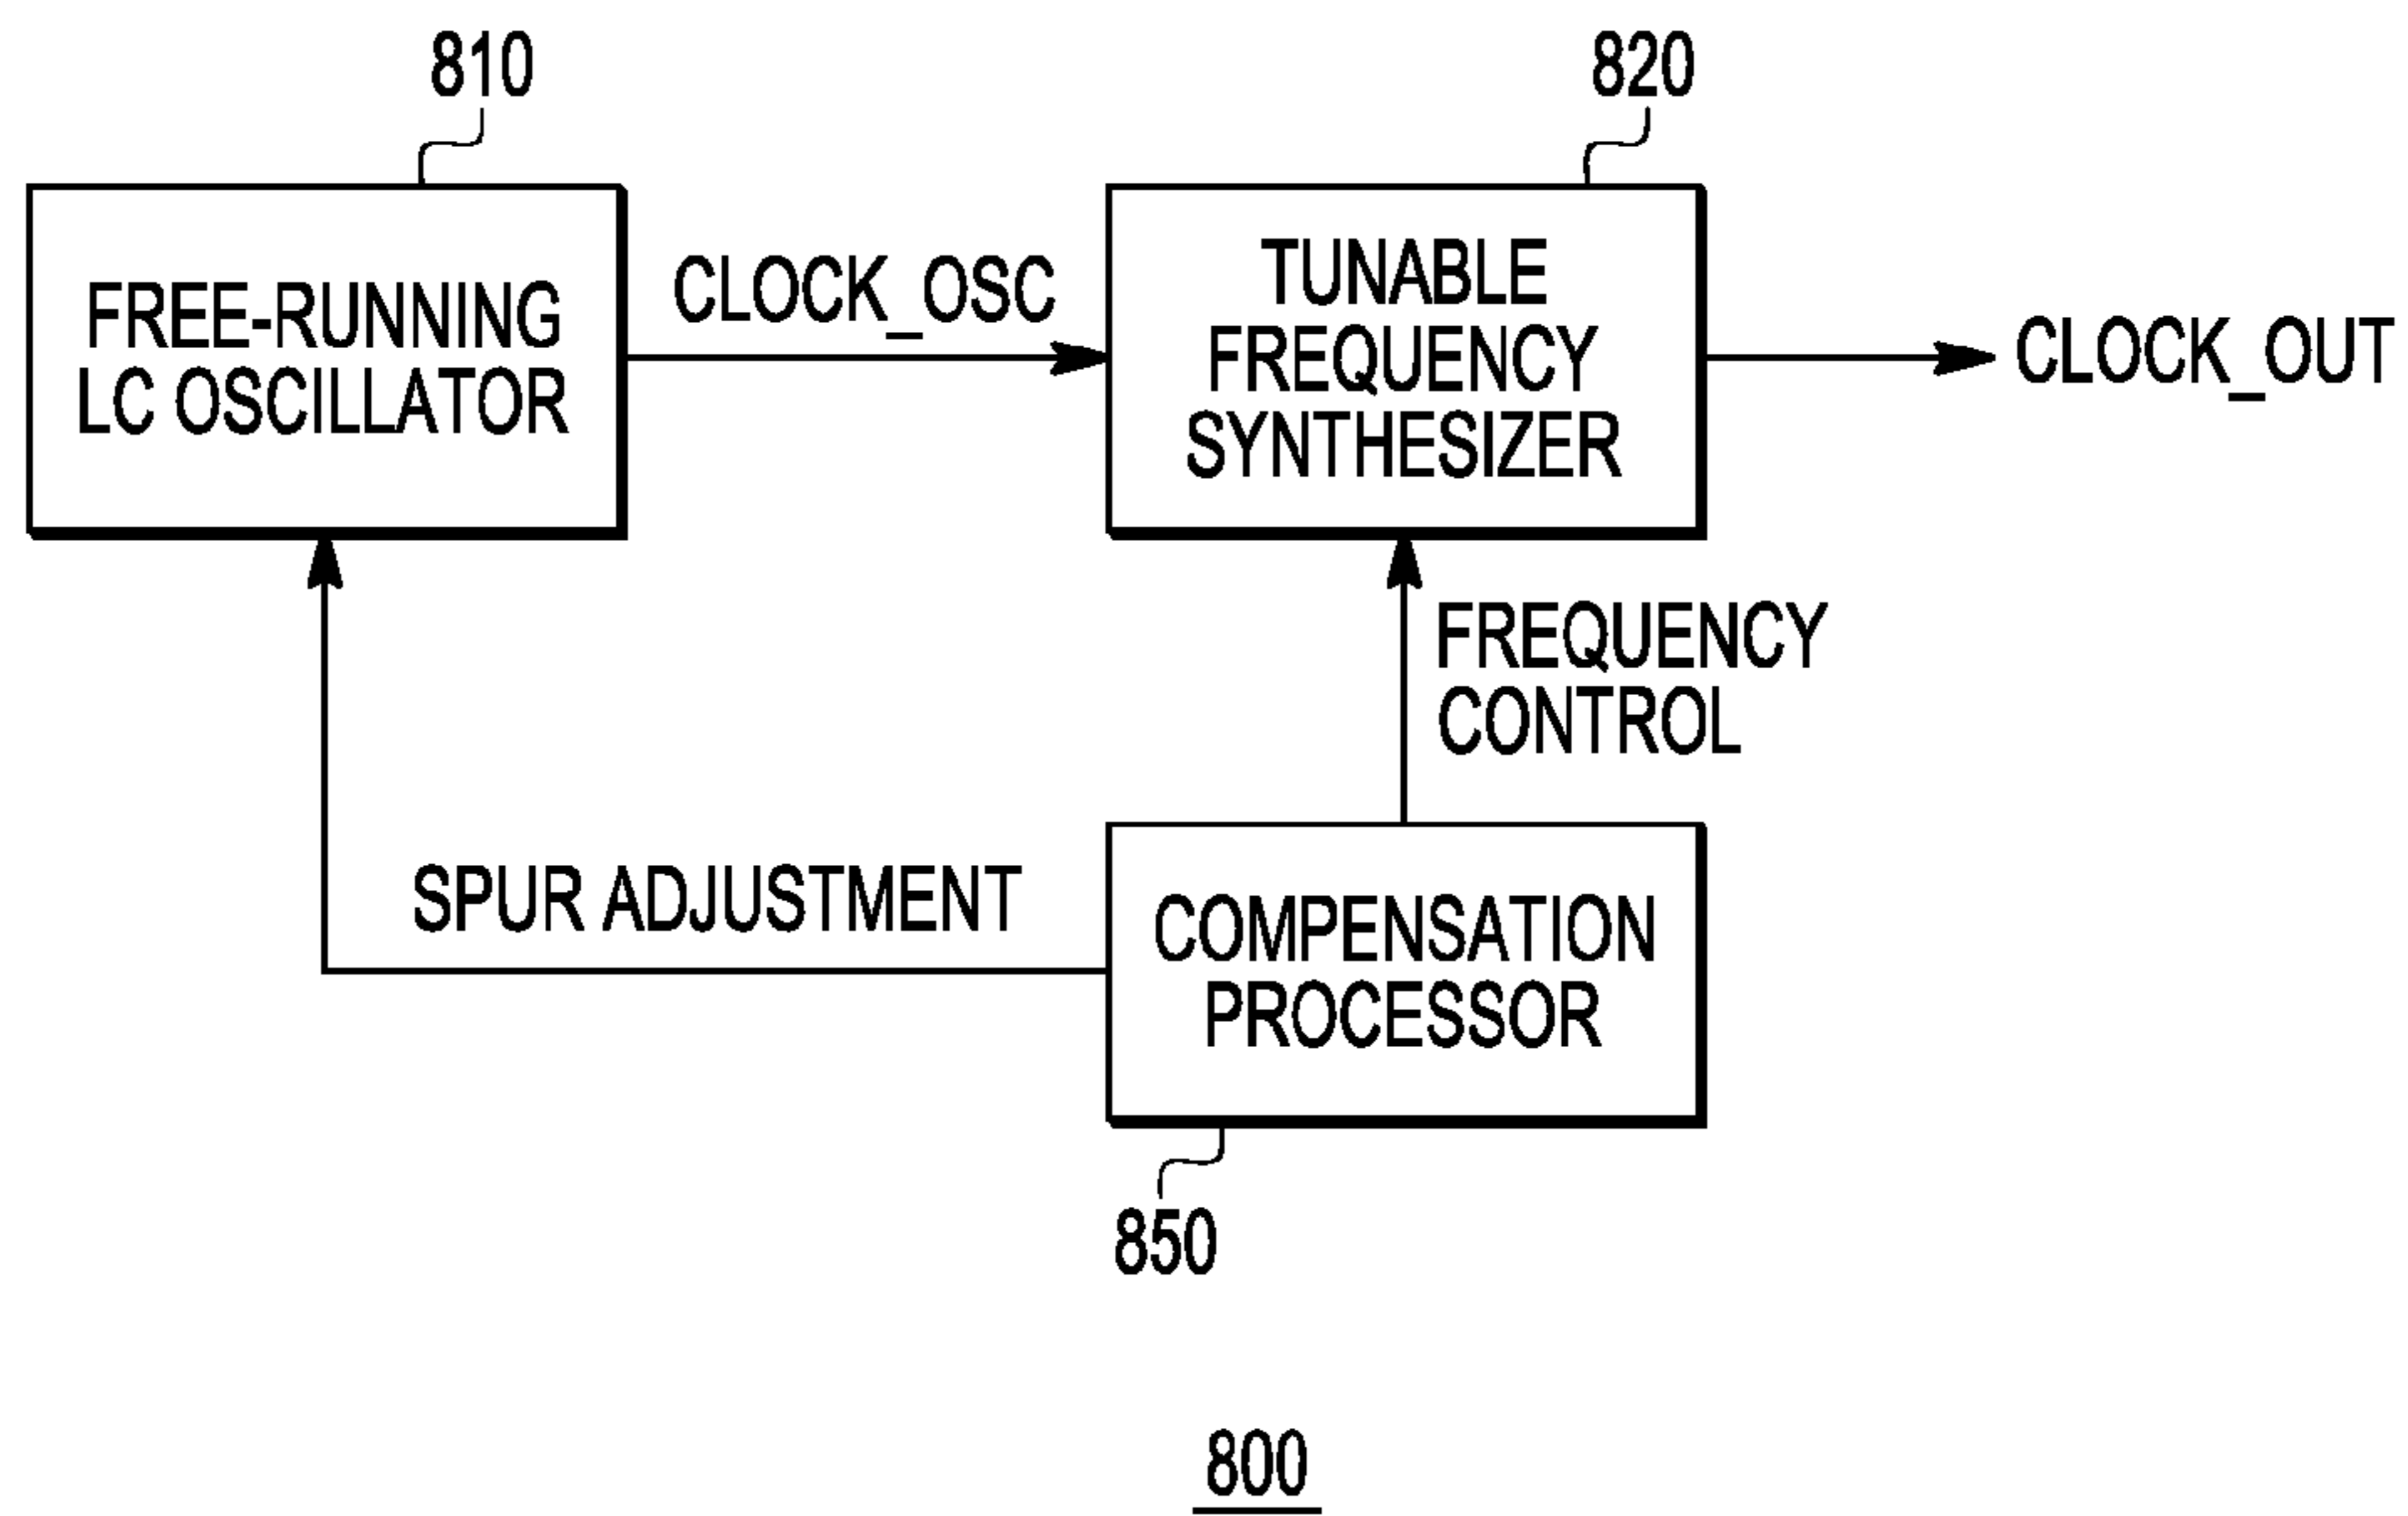 810
820
FREE-RUNNING
LC OSCILLATOR
CLOCK_OSC
TUNABLE
FREQUENCY
SYNTHESIZER
CLOCK_OUT
FREQUENCY
CONTROL
SPUR ADJUSTMENT
COMPENSATION
PROCESSOR
850
800